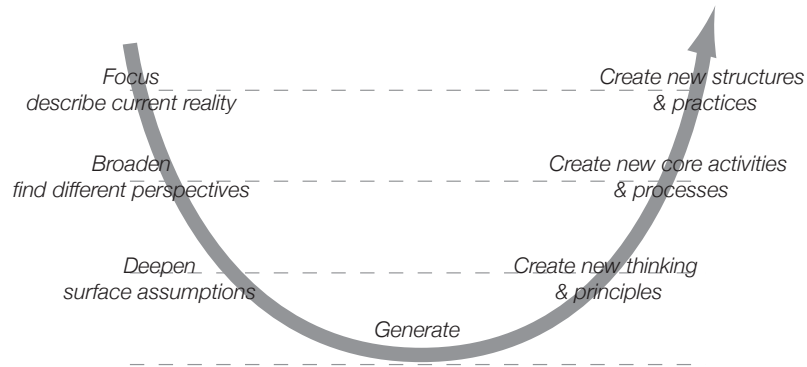 Focus
describe current reality
Broaden
find different perspectives
Deepen
surface assumptions
Generate
Create new thinking
& principles
Create new core activities
& processes
Create new structures
& practices